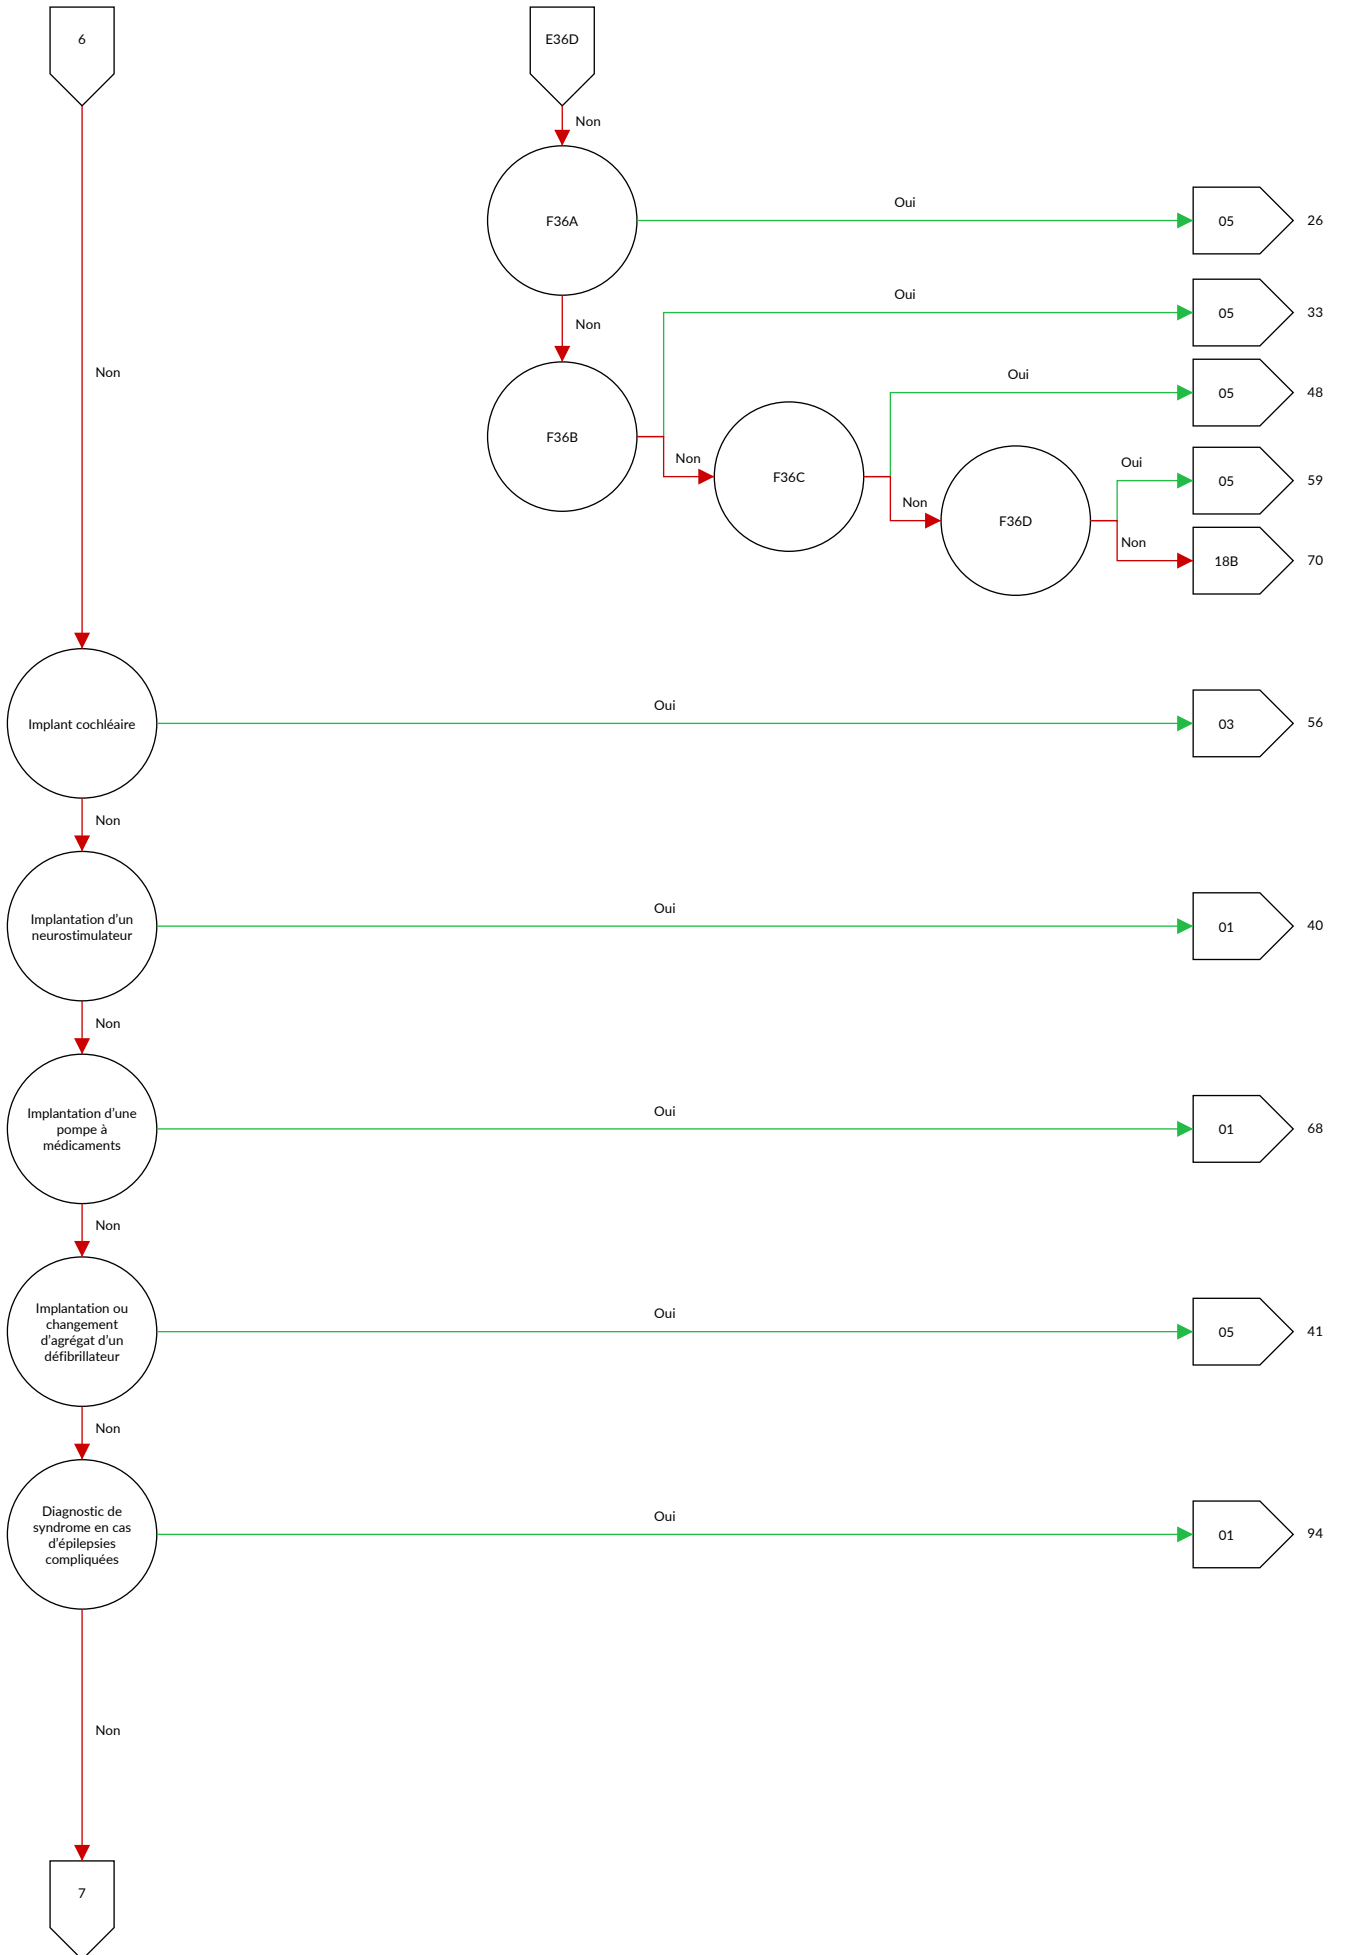 6
E36D
Non
F36A
Oui
05
26
Non
Oui
05
33
Non
F36B
Oui
05
48
Non
F36C
Oui
05
59
Non
F36D
Non
18B
70
Implant cochléaire
Oui
03
56
Non
Implantation d'un
neurostimulateur
Oui
01
40
Non
Implantation d'une
pompe à
médicaments
Oui
01
68
Non
Implantation ou
changement
d'agrégat d'un
défibrillateur
Oui
05
41
Non
Diagnostic de
syndrome en cas
d'épilepsies
compliquées
Oui
01
94
Non
7